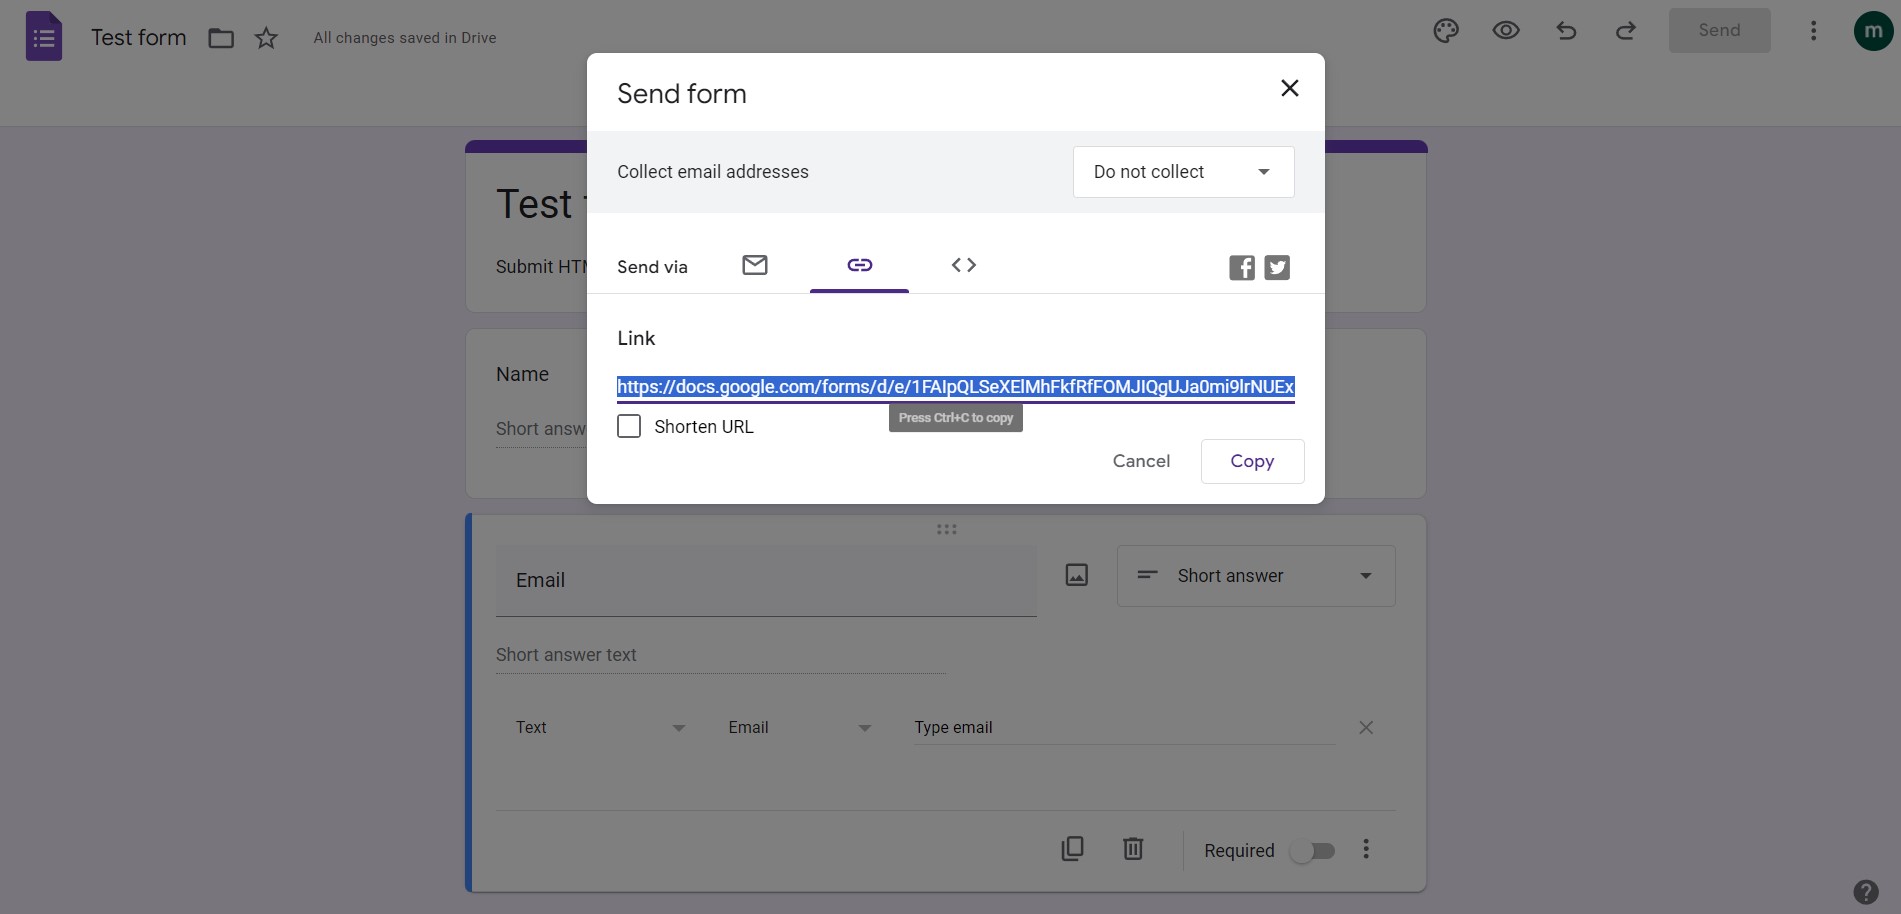 Test form
All changes saved in Drive
Send
m
Send form
Collect email addresses
Do not collect
Test
Submit HTM
Send via
Link
Name
https://docs.google.com/forms/d/e/1FAIpQLSeXElMhFkfRfFOMJIQgUJa0mi9lrNUEx
Press Ctrl+C to copy
Shorten URL
Short answ
Cancel
Copy
Email
Short answer
Short answer text
Text
Email
Type email
Required